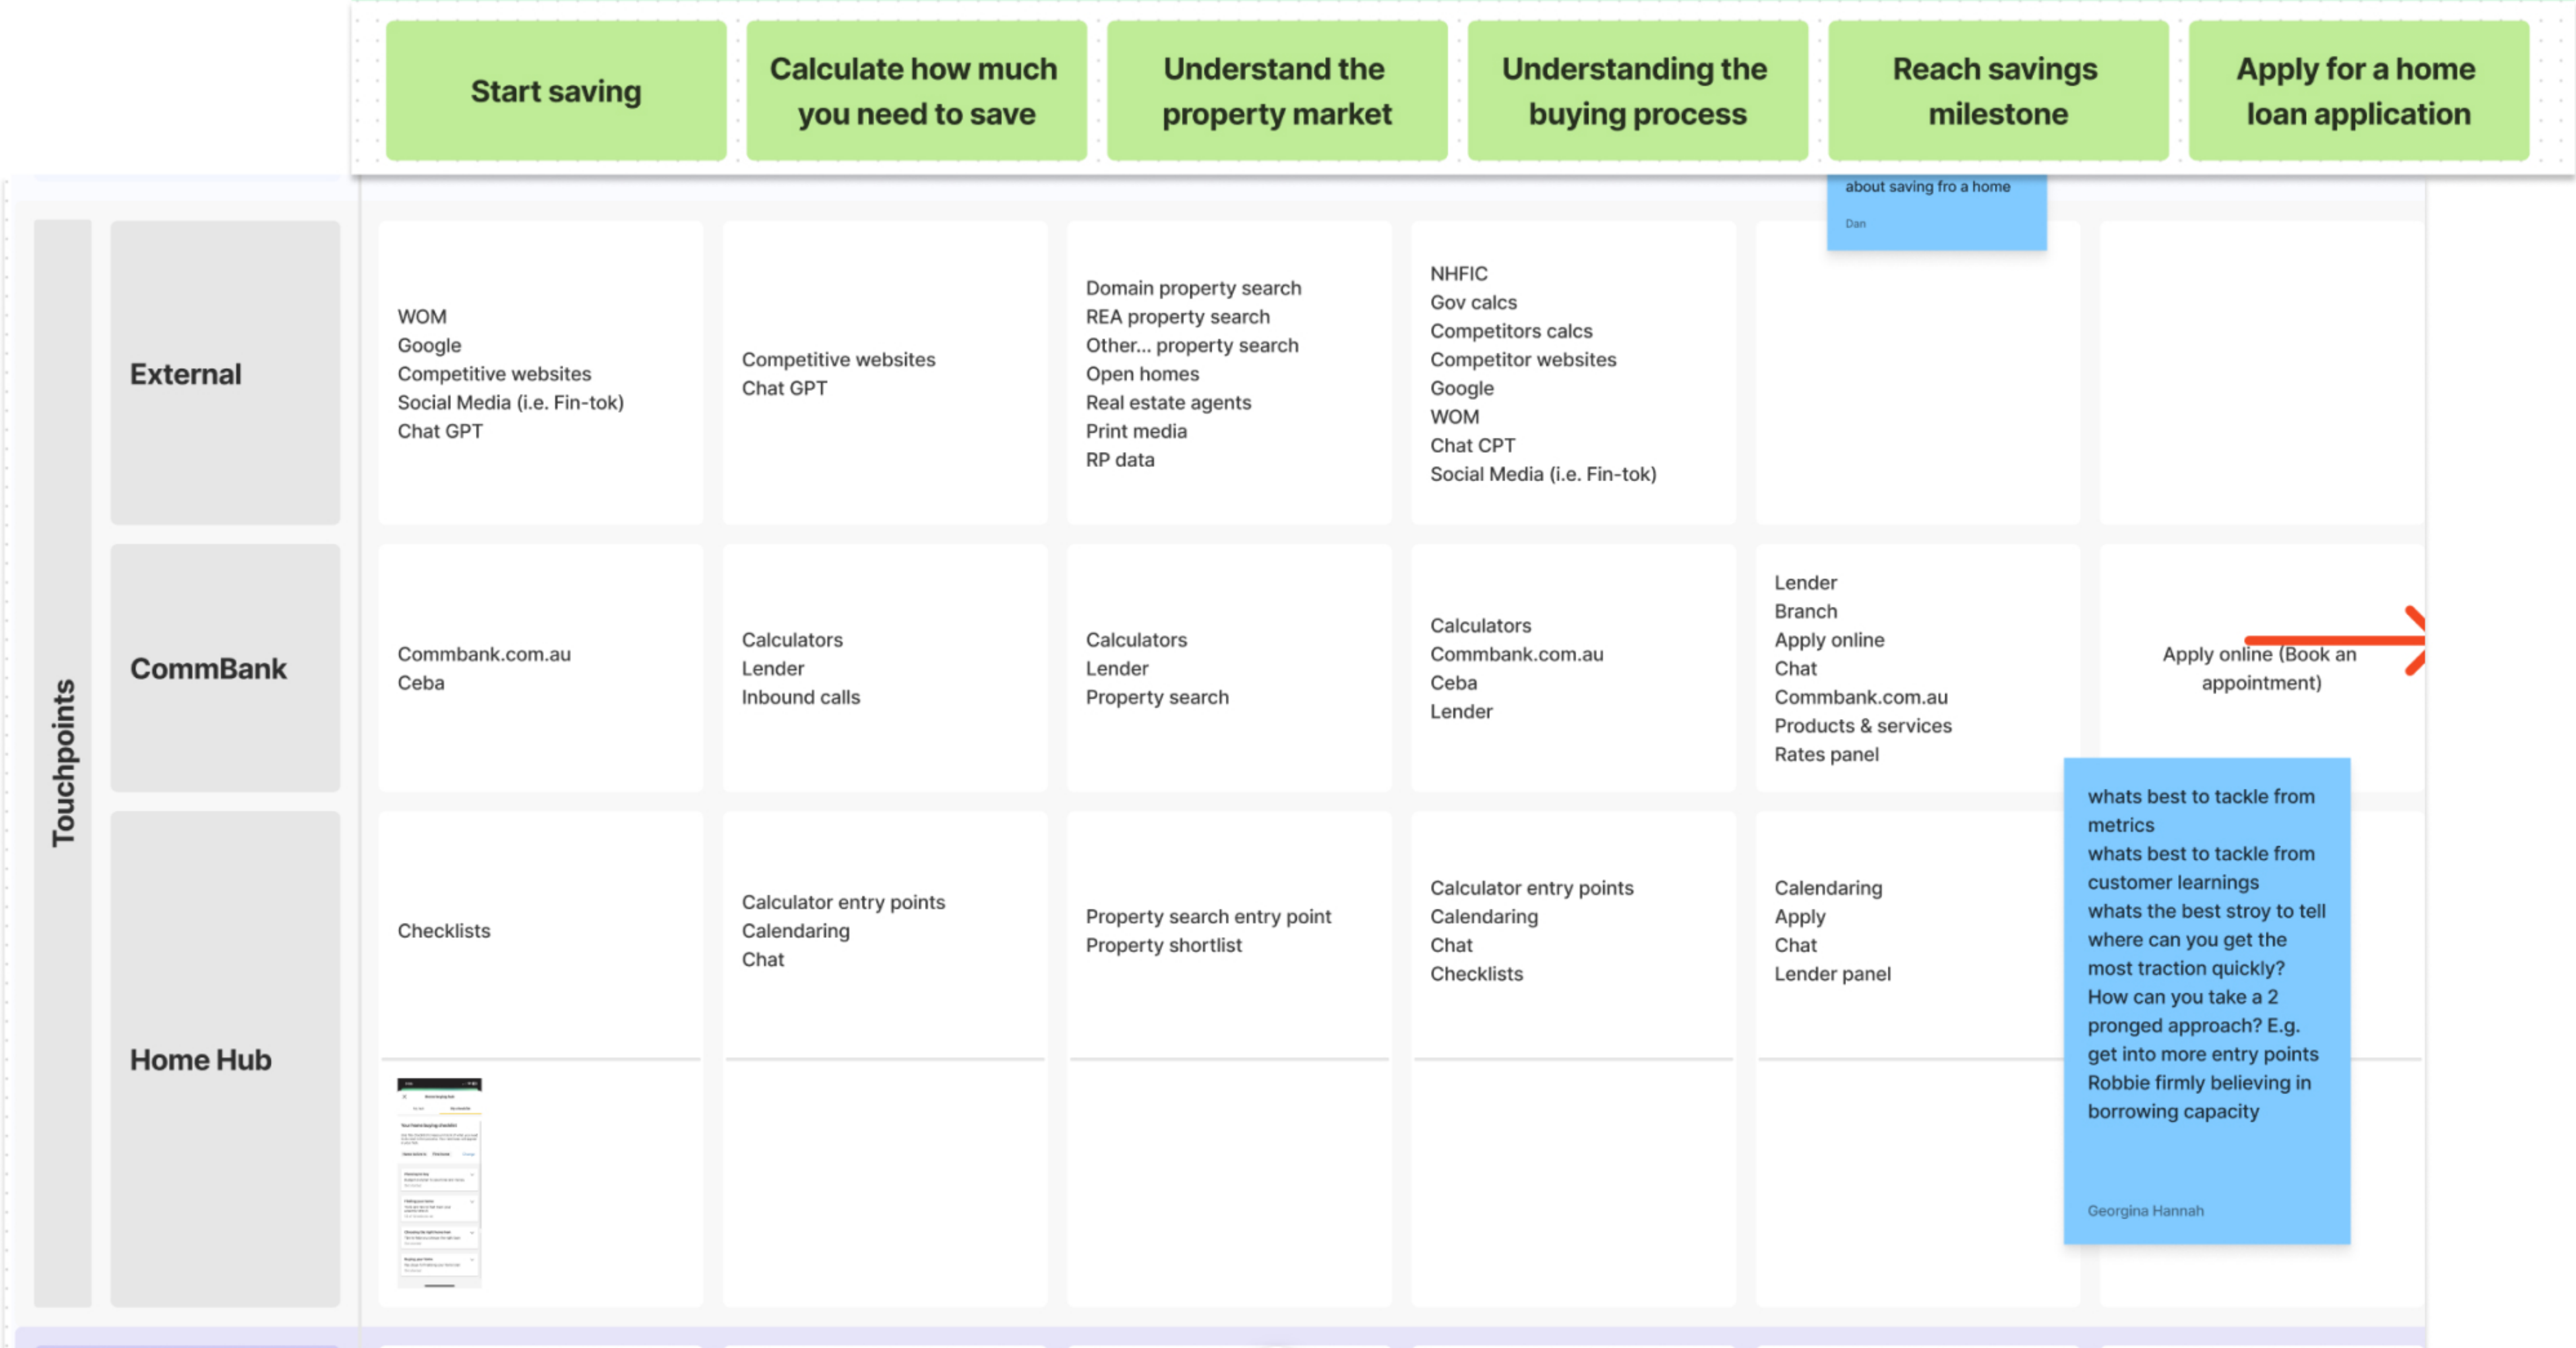 Start saving
Calculate how much
you need to save
Understand the
property market
Understanding the
buying process
Reach savings
milestone
Apply for a home
loan application
about saving fro a home
Dan
Touchpoints
External
WOM
Google
Competitive websites
Social Media (i.e. Fin-tok)
Chat GPT
Competitive websites
Chat GPT
Domain property search
REA property search
Other... property search
Open homes
Real estate agents
Print media
RP data
NHFIC
Gov calcs
Competitors calcs
Competitor websites
Google
WOM
Chat CPT
Social Media (i.e. Fin-tok)
CommBank
Commbank.com.au
Ceba
Calculators
Lender
Inbound calls
Calculators
Lender
Property search
Calculators
Commbank.com.au
Ceba
Lender
Lender
Branch
Apply online
Chat
Commbank.com.au
Products & services
Rates panel
Apply online (Book an
appointment)
Home Hub
Checklists
Calculator entry points
Calendaring
Chat
Property search entry point
Property shortlist
Calculator entry points
Calendaring
Chat
Checklists
Calendaring
Apply
Chat
Lender panel
whats best to tackle from
metrics
whats best to tackle from
customer learnings
whats the best stroy to tell
where can you get the
most traction quickly?
How can you take a 2
pronged approach? E.g.
get into more entry points
Robbie firmly believing in
borrowing capacity
Georgina Hannah
Your home buying checklist